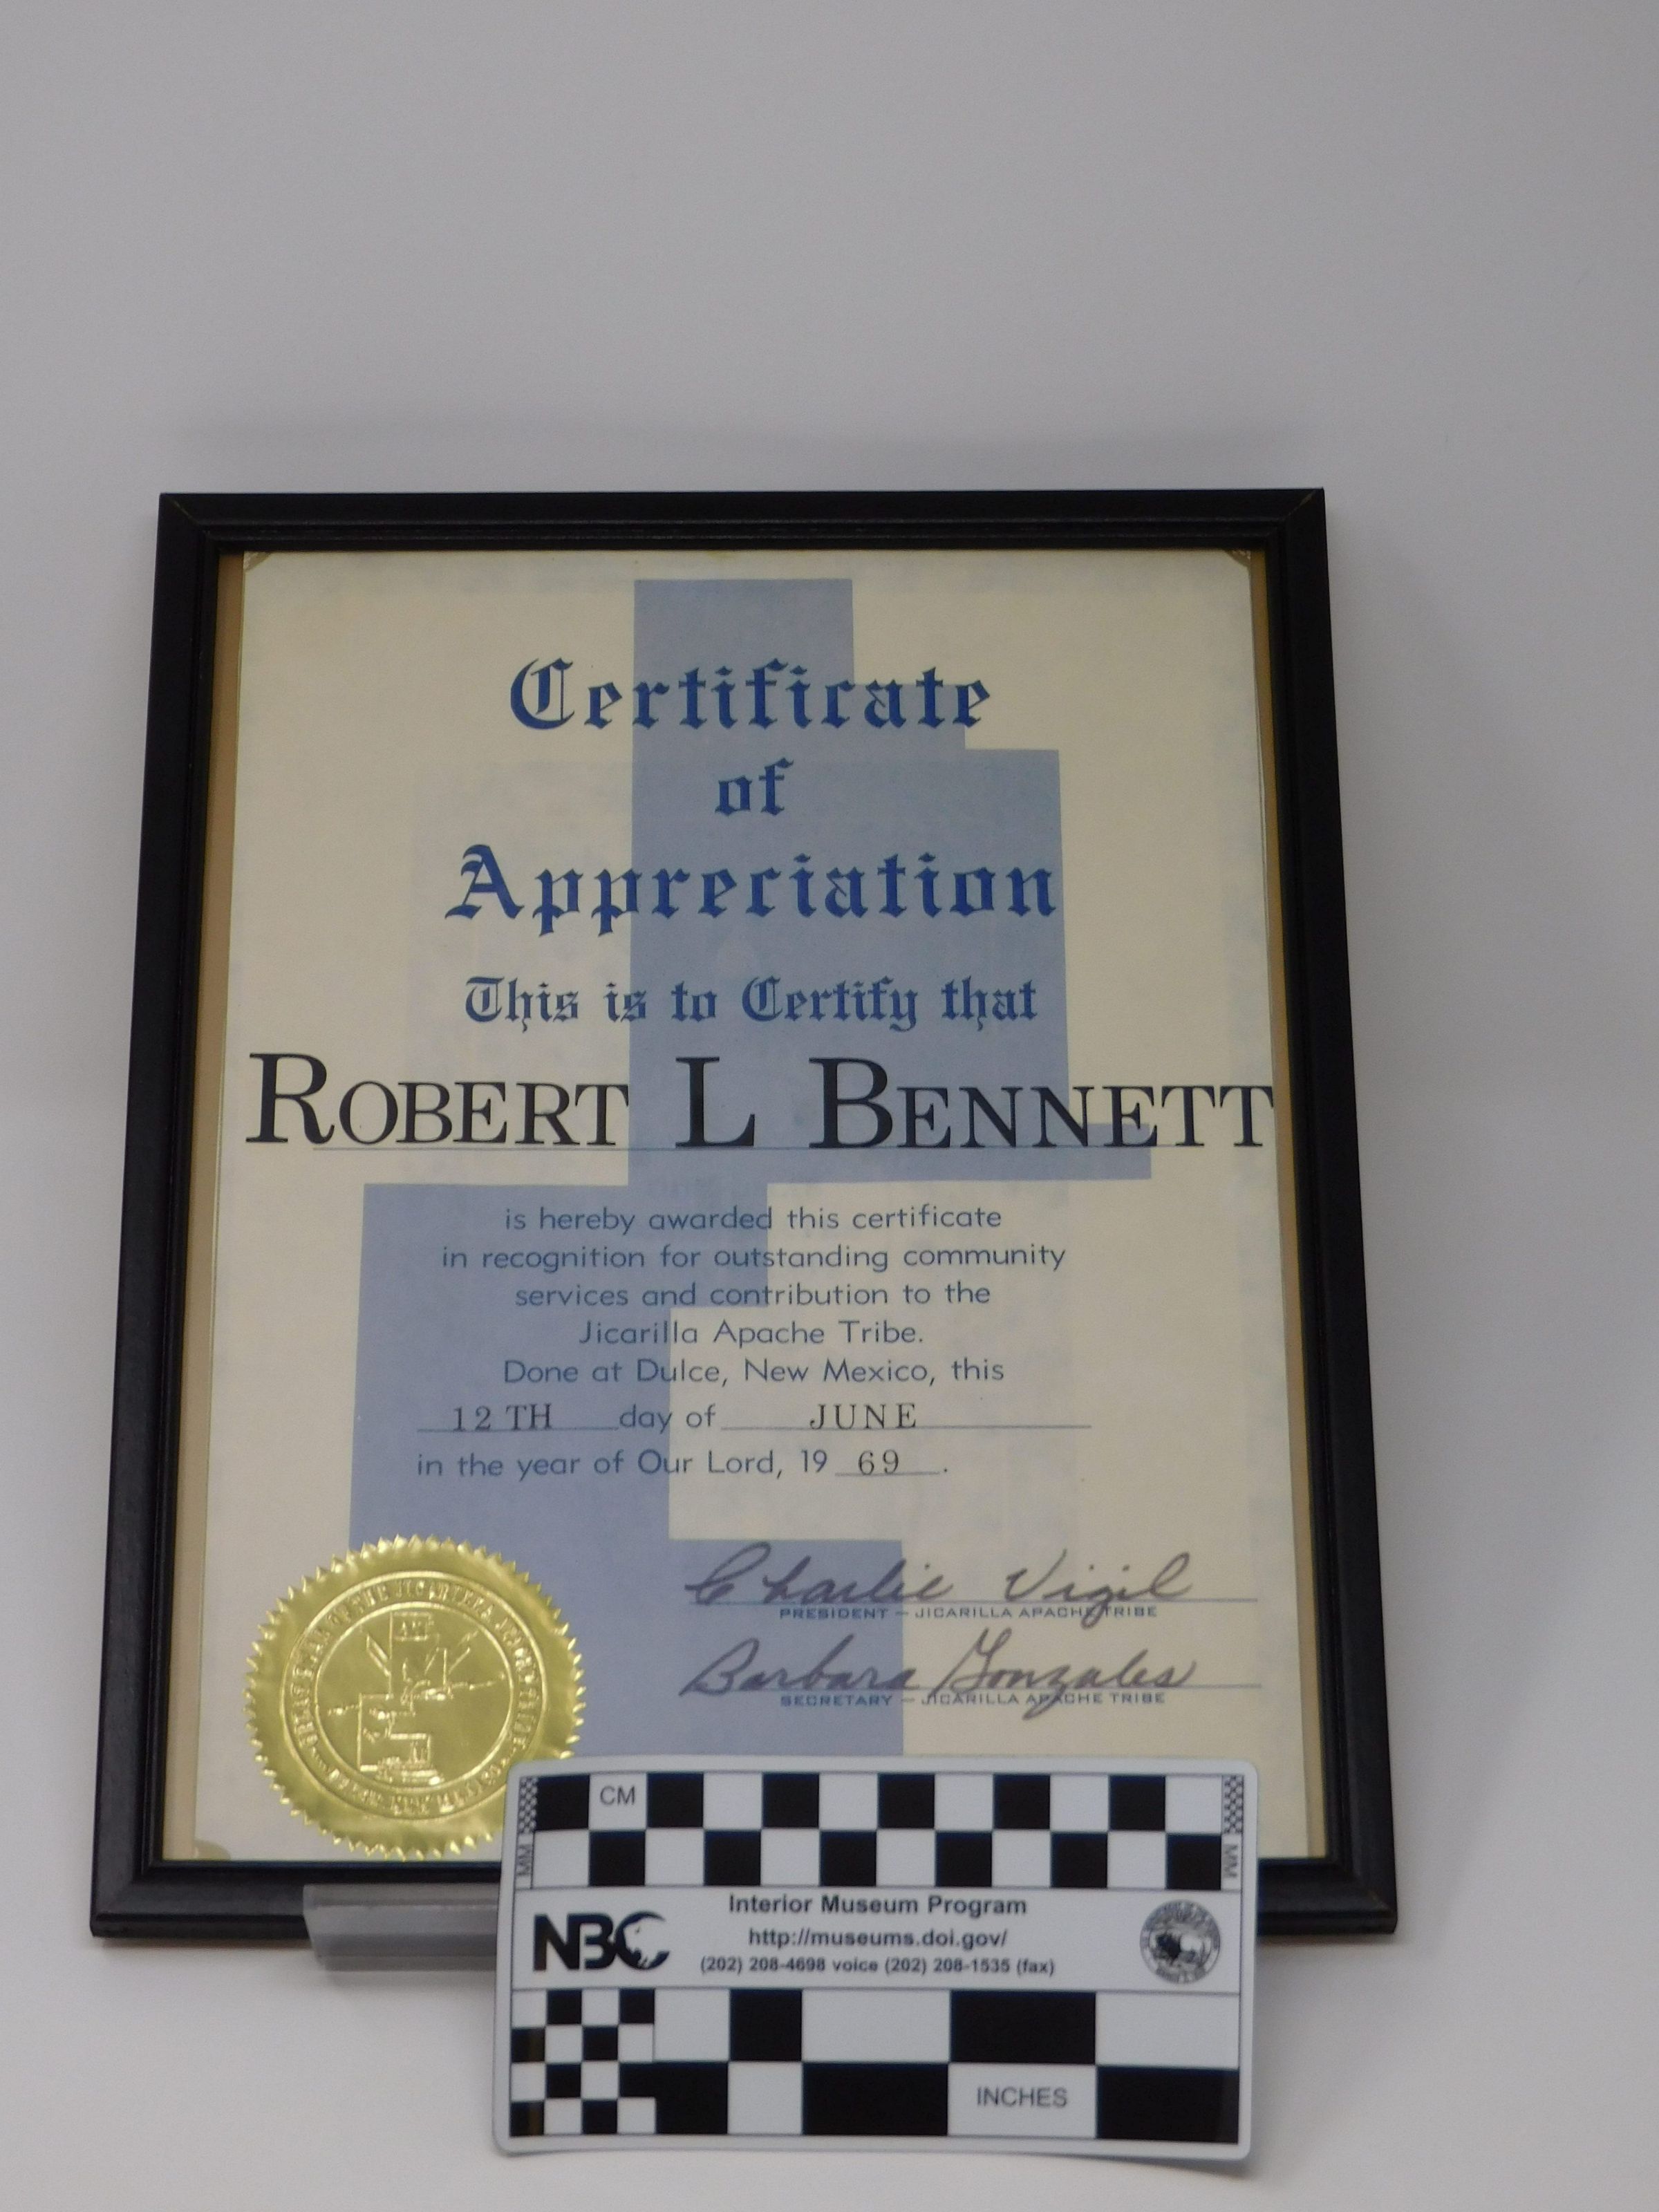 Certificate
of
Appreciation
This is to Certify that
ROBERT L BENNETT
is hereby awarded this certificate
in recognition for outstanding community
services and contribution to the
Jicarilla Apache Tribe.
Done at Dulce, New Mexico, this
12 TH day of JUNE
in the year of Our Lord, 19 69 .
Charlie Vigil
PRESIDENT — JICARILLA APACHE TRIBE
Barbara Gonzales
SECRETARY — JICARILLA APACHE TRIBE
CM
MM
MM
Interior Museum Program
NBC
http://museums.doi.gov/
(202) 208-4698 voice (202) 208-1535 (fax)
INCHES